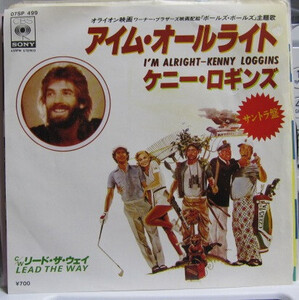 07SP 499
CBS
SONY
オライオン映画 ワーナー・ブラザーズ映画配給「ボールズ・ボールズ」主題歌
アイム・オールライト
I'M ALRIGHT–KENNY LOGGINS
ケニー・ロギンズ
サントラ盤
C/W リード・ザ・ウェイ
LEAD THE WAY
¥700